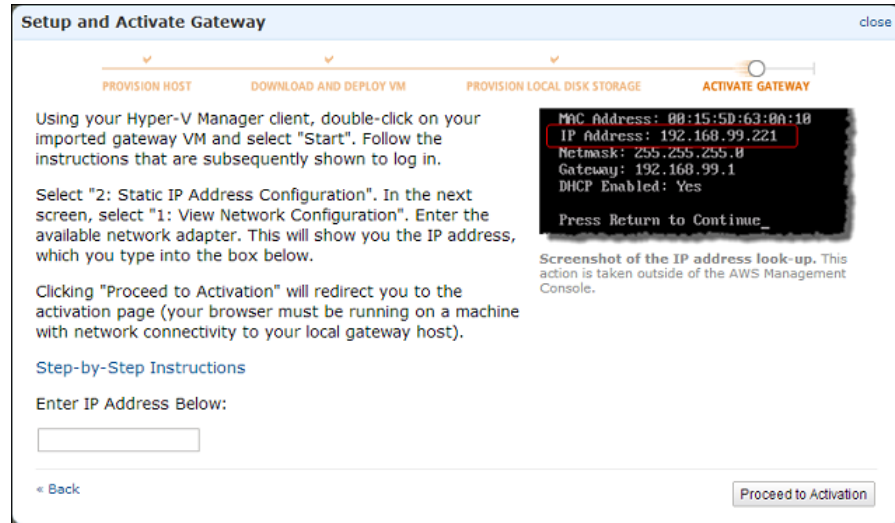 Setup and Activate Gateway
close
PROVISION HOST
DOWNLOAD AND DEPLOY VM
PROVISION LOCAL DISK STORAGE
ACTIVATE GATEWAY
Using your Hyper-V Manager client, double-click on your
imported gateway VM and select "Start". Follow the
instructions that are subsequently shown to log in.
Select "2: Static IP Address Configuration". In the next
screen, select "1: View Network Configuration". Enter the
available network adapter. This will show you the IP address,
which you type into the box below.
Clicking "Proceed to Activation" will redirect you to the
activation page (your browser must be running on a machine
with network connectivity to your local gateway host).
Step-by-Step Instructions
Enter IP Address Below:
MAC Address: 00:15:5D:63:0A:10
IP Address: 192.168.99.221
Netmask: 255.255.255.0
Gateway: 192.168.99.1
DHCP Enabled: Yes
Press Return to Continue_
Screenshot of the IP address look-up. This
action is taken outside of the AWS Management
Console.
« Back
Proceed to Activation